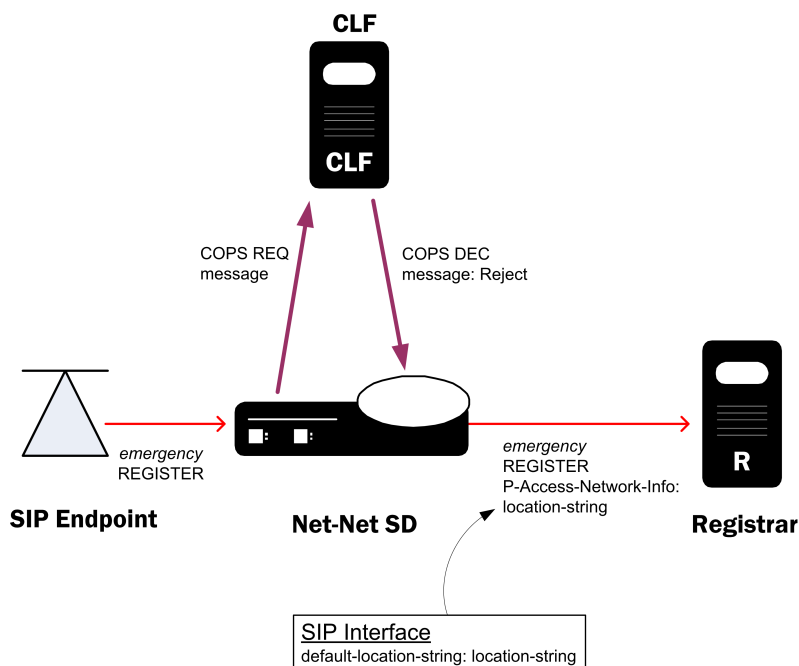 CLF
CLF
COPS REQ
message
COPS DEC
message: Reject
emergency
REGISTER
emergency
REGISTER
P-Access-Network-Info:
location-string
R
SIP Endpoint
Net-Net SD
Registrar
SIP Interface
default-location-string: location-string